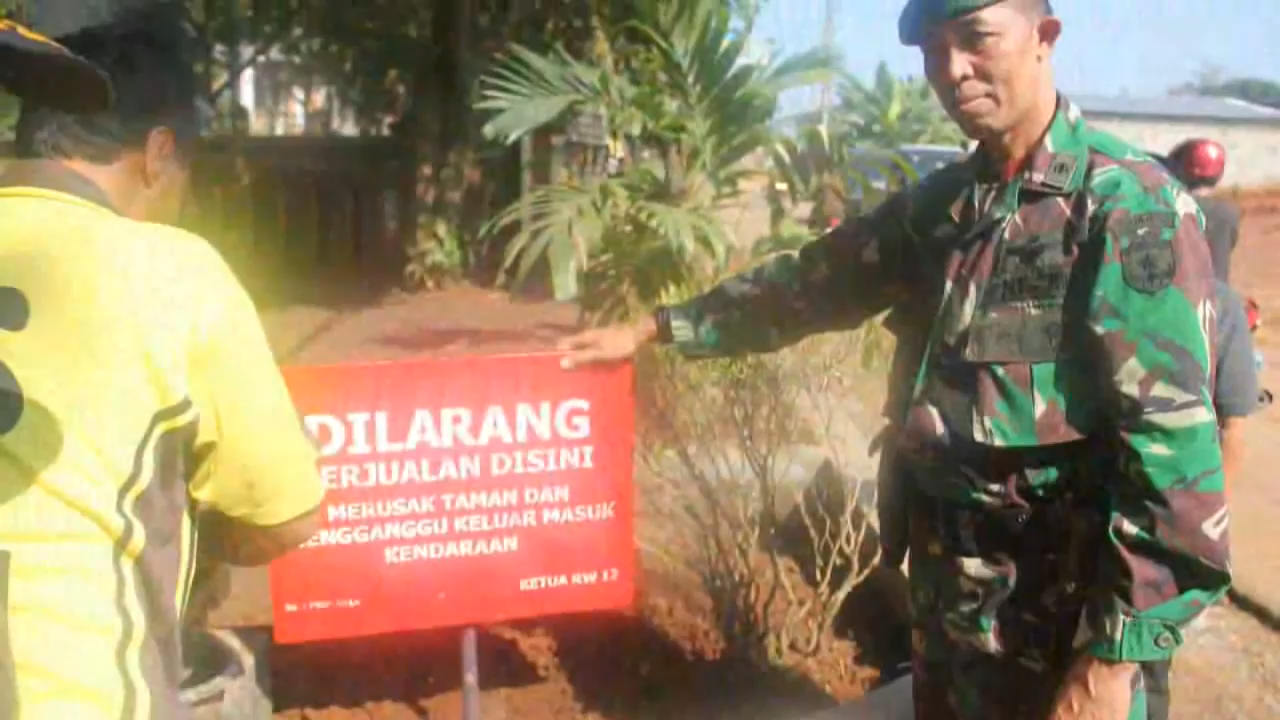 DILARANG
ERJUALAN DISINI
MERUSAK TAMAN DAN
ENGGANGGU KELUAR MASUK
KENDARAAN
KETUA RW 12